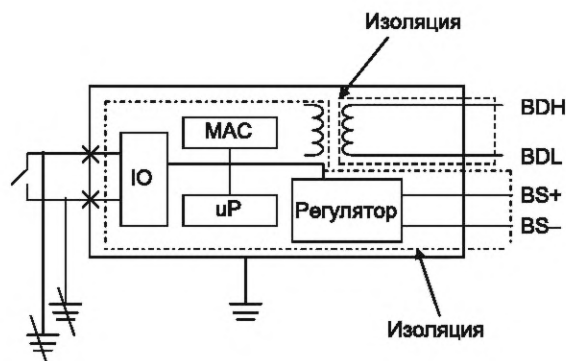 Изоляция
BDH
MAC
BDL
IO
BS+
uP
Регулятор
BS–
Изоляция